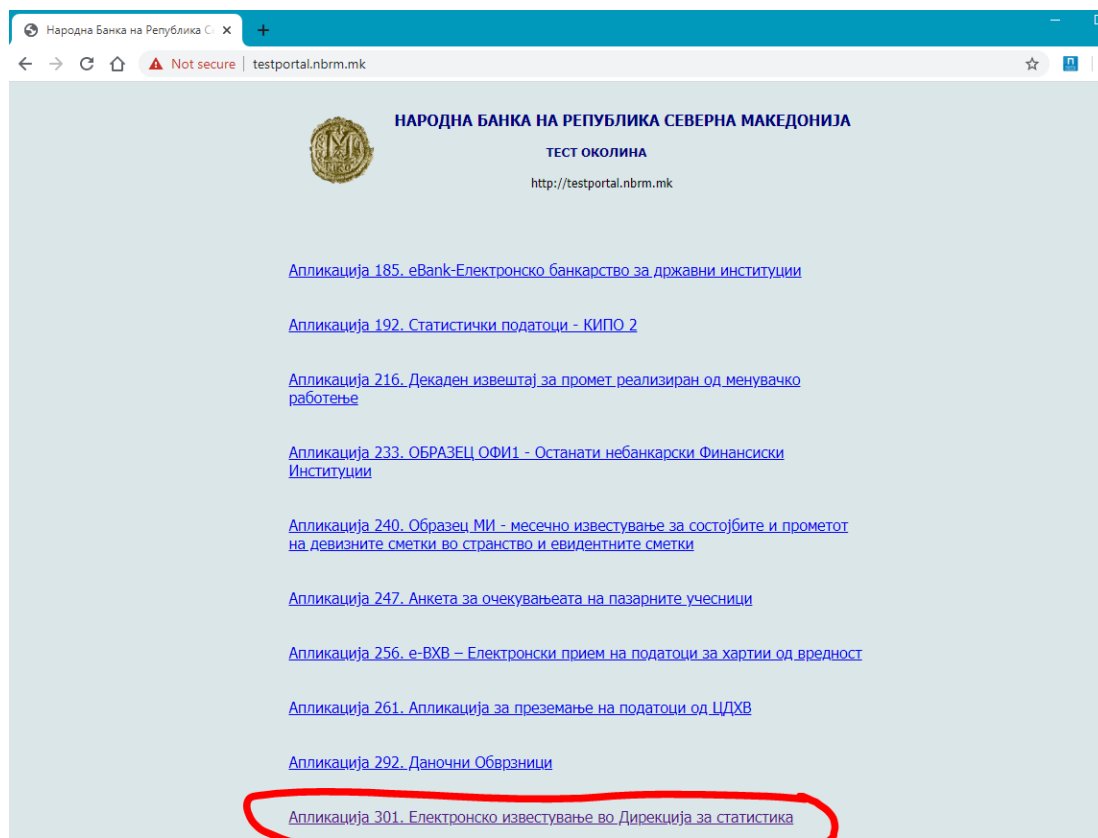 Народна Банка на Република С
Not secure
testportal.nbrm.mk
НАРОДНА БАНКА НА РЕПУБЛИКА СЕВЕРНА МАКЕДОНИЈА
ТЕСТ ОКОЛИНА
http://testportal.nbrm.mk
Апликација 185. eBank-Електронско банкарство за државни институции
Апликација 192. Статистички податоци - КИПО 2
Апликација 216. Декаден извештај за промет реализиран од менувачко
работење
Апликација 233. ОБРАЗЕЦ ОФИ1 - Останати небанкарски Финансиски
Институции
Апликација 240. Образец МИ - месечно известување за состојбите и прометот
на девизните сметки во странство и евидентните сметки
Апликација 247. Анкета за очекувањеата на пазарните учесници
Апликација 256. е-ВХВ – Електронски прием на податоци за хартии од вредност
Апликација 261. Апликација за преземање на податоци од ЦДХВ
Апликација 292. Даночни Обврзници
Апликација 301. Електронско известување во Дирекција за статистика